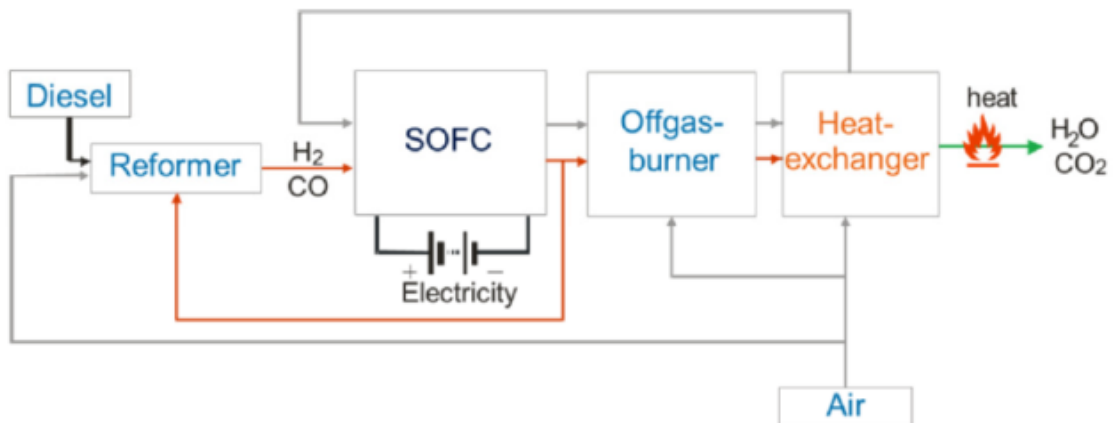 Diesel
Reformer
H₂
CO
SOFC
+ −
Electricity
Offgas-
burner
Heat-
exchanger
heat
H₂O
CO₂
Air